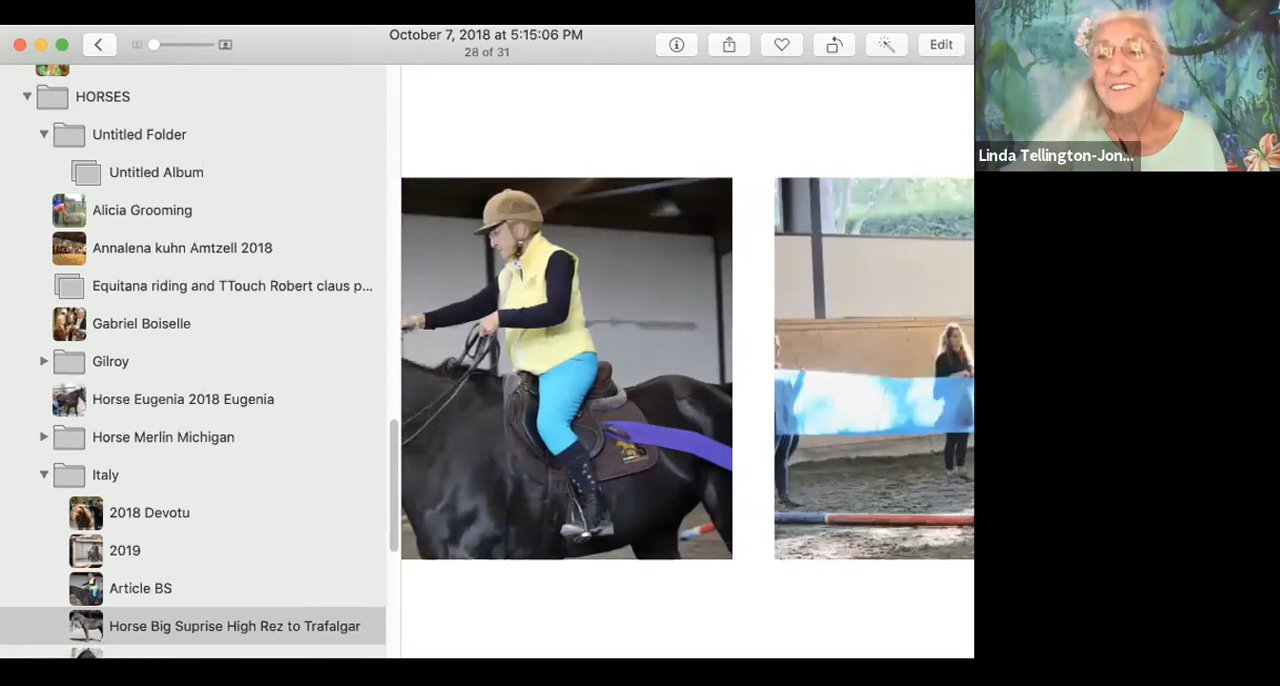 October 7, 2018 at 5:15:06 PM
28 of 31
Edit
HORSES
Untitled Folder
Untitled Album
Alicia Grooming
Annalena kuhn Amtzell 2018
Equitana riding and TTouch Robert claus p...
Gabriel Boiselle
Gilroy
Horse Eugenia 2018 Eugenia
Horse Merlin Michigan
Italy
2018 Devotu
2019
Article BS
Horse Big Suprise High Rez to Trafalgar
Linda Tellington-Jon...